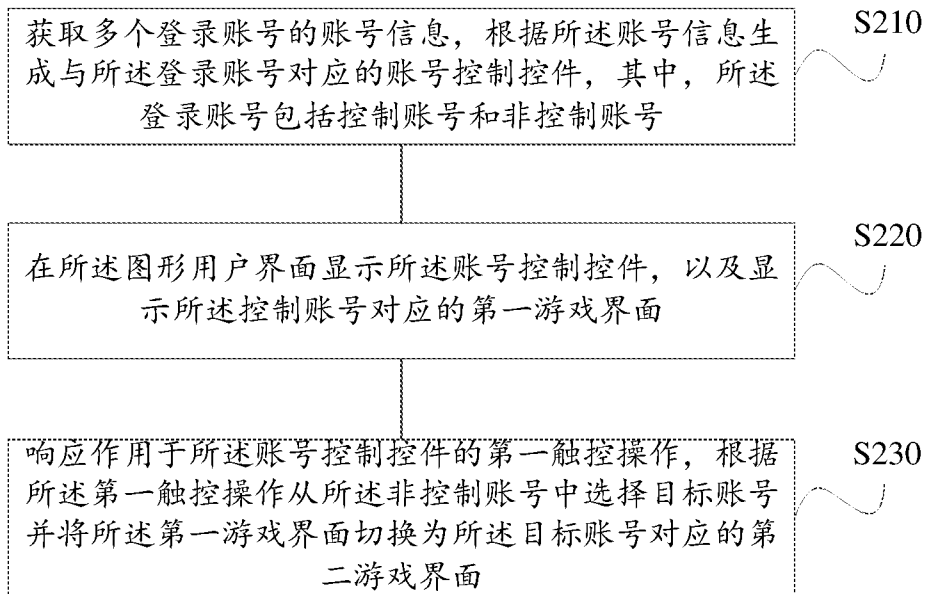 获取多个登录账号的账号信息，根据所述账号信息生
成与所述登录账号对应的账号控制控件，其中，所述
登录账号包括控制账号和非控制账号
S210
在所述图形用户界面显示所述账号控制控件，以及显
示所述控制账号对应的第一游戏界面
S220
响应作用于所述账号控制控件的第一触控操作，根据
所述第一触控操作从所述非控制账号中选择目标账号
并将所述第一游戏界面切换为所述目标账号对应的第
二游戏界面
S230